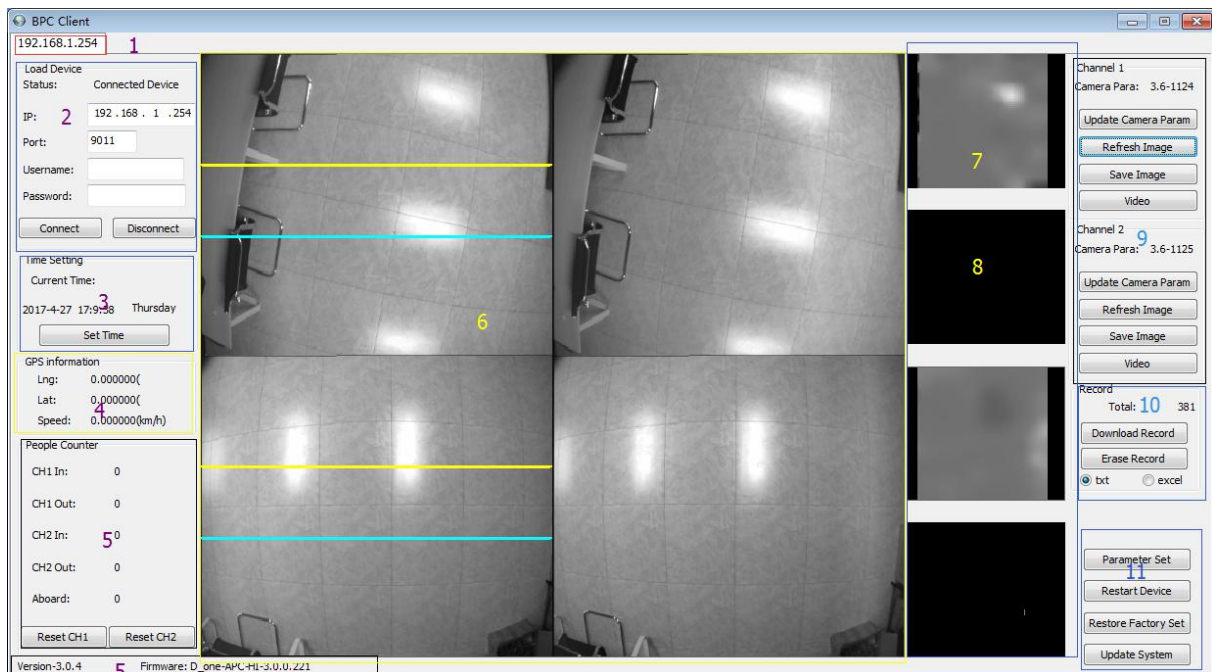 BPC Client
192.168.1.254
1
Load Device
Status: Connected Device
IP: 192 .168 . 1 .254
2
Port: 9011
Username:
Password:
Connect Disconnect
Time Setting
Current Time:
2017-4-27 17:9:38 Thursday
3
Set Time
GPS information
Lng: 0.000000(
Lat: 0.000000(
4
Speed: 0.000000(km/h)
People Counter
CH1 In: 0
CH1 Out: 0
CH2 In: 0
5
CH2 Out: 0
Aboard: 0
Reset CH1 Reset CH2
Version-3.0.4 5 Firmware: D_one-APC-HI-3.0.0.221
6
7
8
Channel 1
Camera Para: 3.6-1124
Update Camera Param
Refresh Image
Save Image
Video
Channel 2
9
Camera Para: 3.6-1125
Update Camera Param
Refresh Image
Save Image
Video
Record
Total: 10 381
Download Record
Erase Record
txt excel
Parameter Set
11
Restart Device
Restore Factory Set
Update System